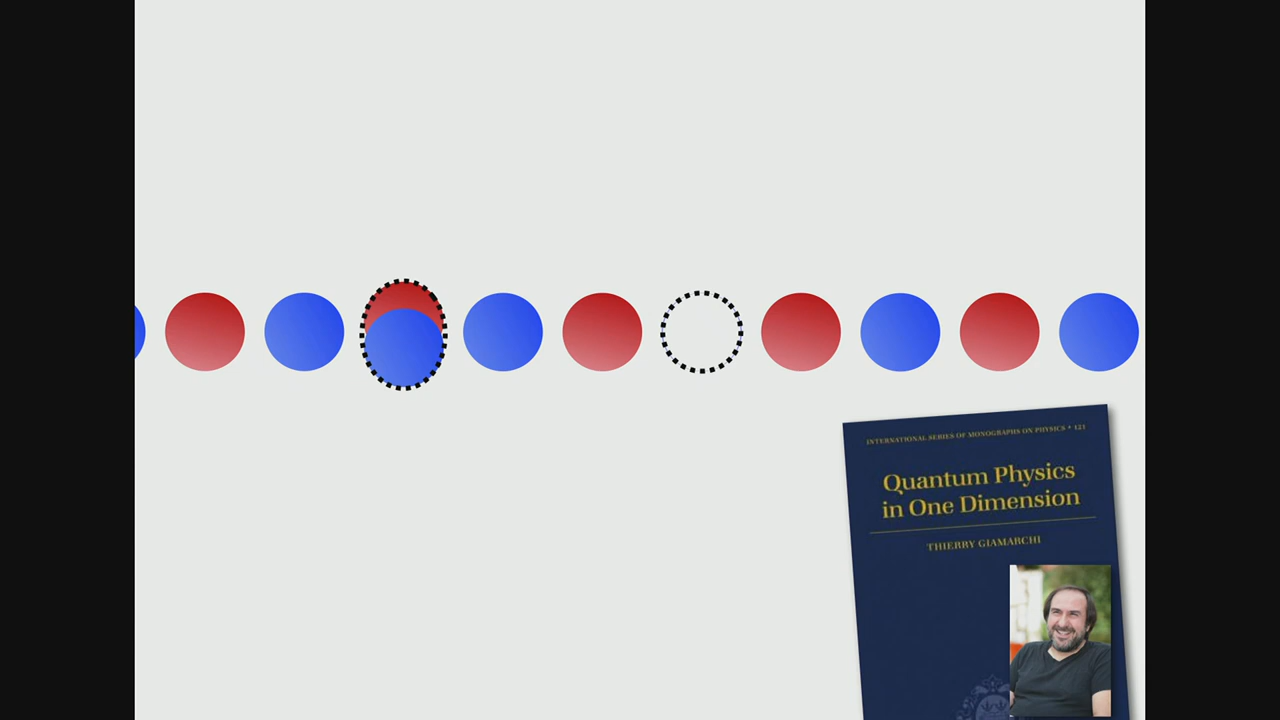 INTERNATIONAL SERIES OF MONOGRAPHS ON PHYSICS • 121
Quantum Physics
in One Dimension
THIERRY GIAMARCHI